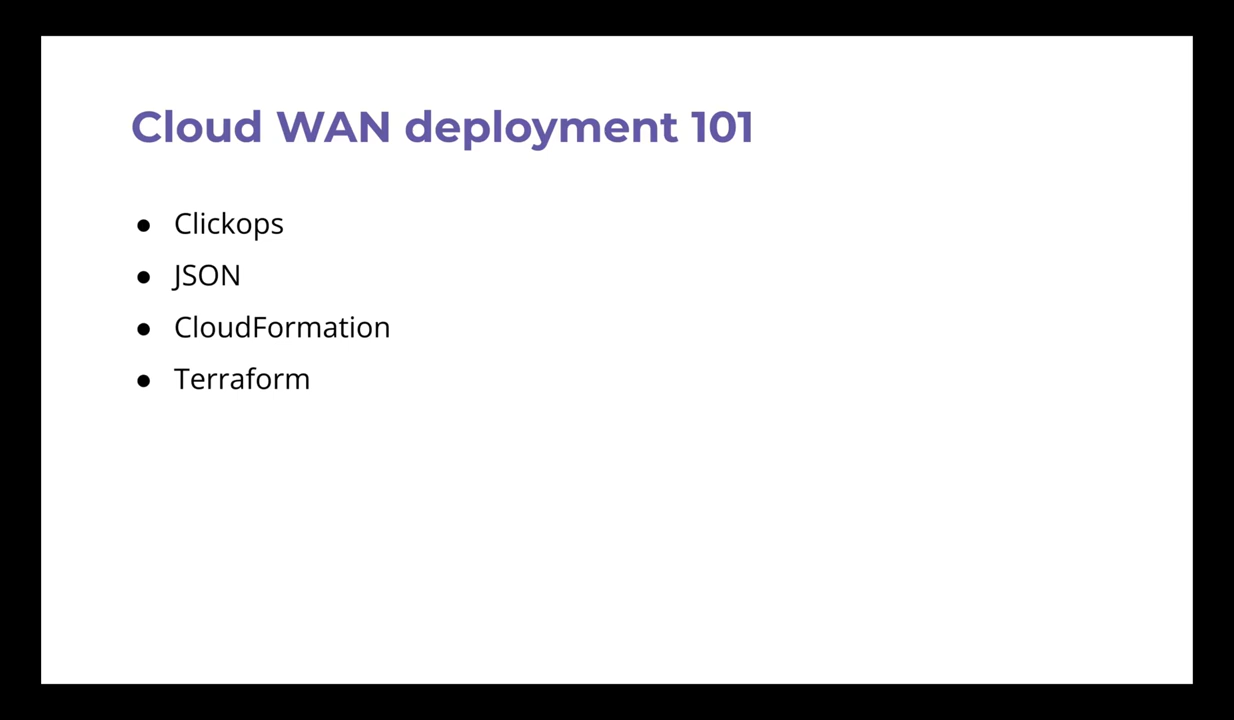 Cloud WAN deployment 101
● Clickops
● JSON
● CloudFormation
● Terraform